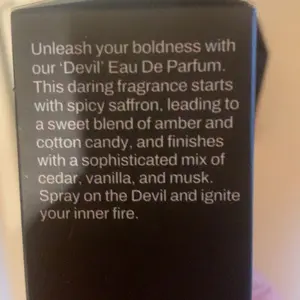 Unleash your boldness with
our ‘Devil’ Eau De Parfum.
This daring fragrance starts
with spicy saffron, leading to
a sweet blend of amber and
cotton candy, and finishes
with a sophisticated mix of
cedar, vanilla, and musk.
Spray on the Devil and ignite
your inner fire.